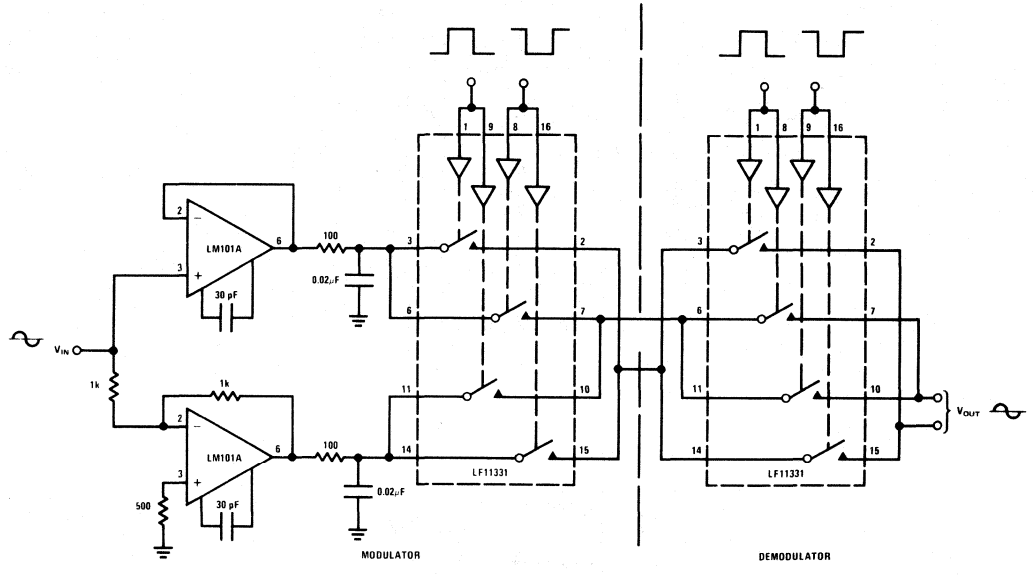 1 9 8 16
1 8 9 16
2
− LM101A 6
100
3 2
3 2
3
+
0.02µF
30 pF
6 7
6 7
VIN
1k
1k
11 10
11 10
VOUT
2
− LM101A 6
100
14 15
14 15
3
+
LF11331
LF11331
0.02µF
500
30 pF
MODULATOR
DEMODULATOR